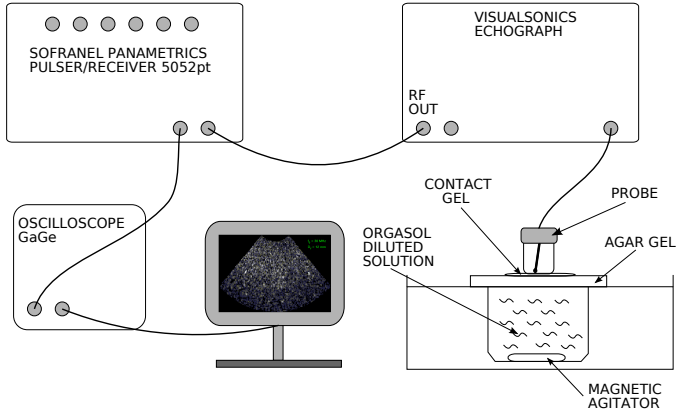 SOFRANEL PANAMETRICS
PULSER/RECEIVER 5052pt
VISUALSONICS
ECHOGRAPH
RF
OUT
OSCILLOSCOPE
GaGe
CONTACT
GEL
PROBE
ORGASOL
DILUTED
SOLUTION
AGAR GEL
MAGNETIC
AGITATOR